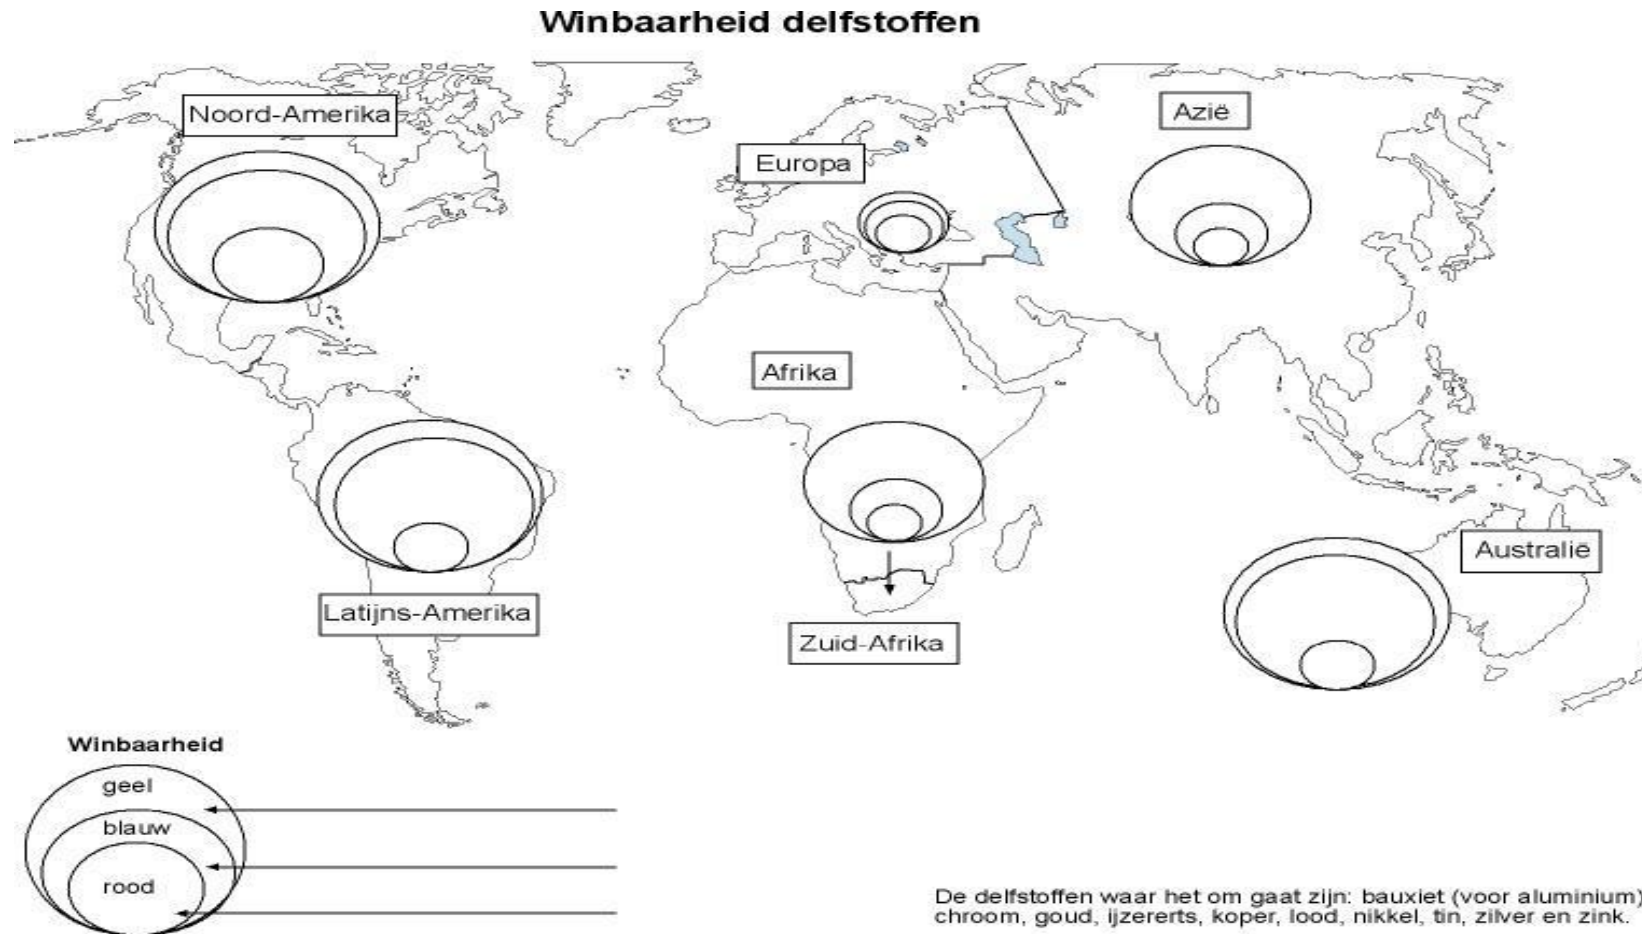 Winbaarheid delfstoffen
Noord-Amerika
Azië
Europa
Afrika
Australië
Latijns-Amerika
Zuid-Afrika
Winbaarheid
geel
blauw
rood
De delfstoffen waar het om gaat zijn: bauxiet (voor aluminium)
chroom, goud, ijzererts, koper, lood, nikkel, tin, zilver en zink.